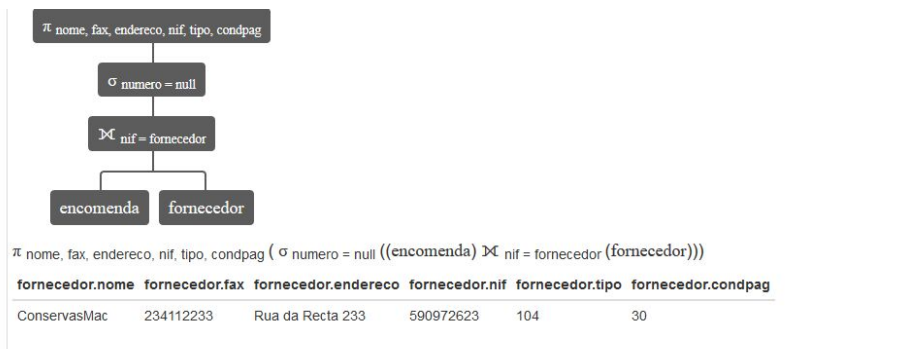 π nome, fax, endereco, nif, tipo, condpag
σ numero = null
⟖ nif = fornecedor
encomenda fornecedor
π nome, fax, endereco, nif, tipo, condpag ( σ numero = null ((encomenda) ⟖ nif = fornecedor (fornecedor)))
fornecedor.nome fornecedor.fax fornecedor.endereco fornecedor.nif fornecedor.tipo fornecedor.condpag
ConservasMac 234112233 Rua da Recta 233 590972623 104 30